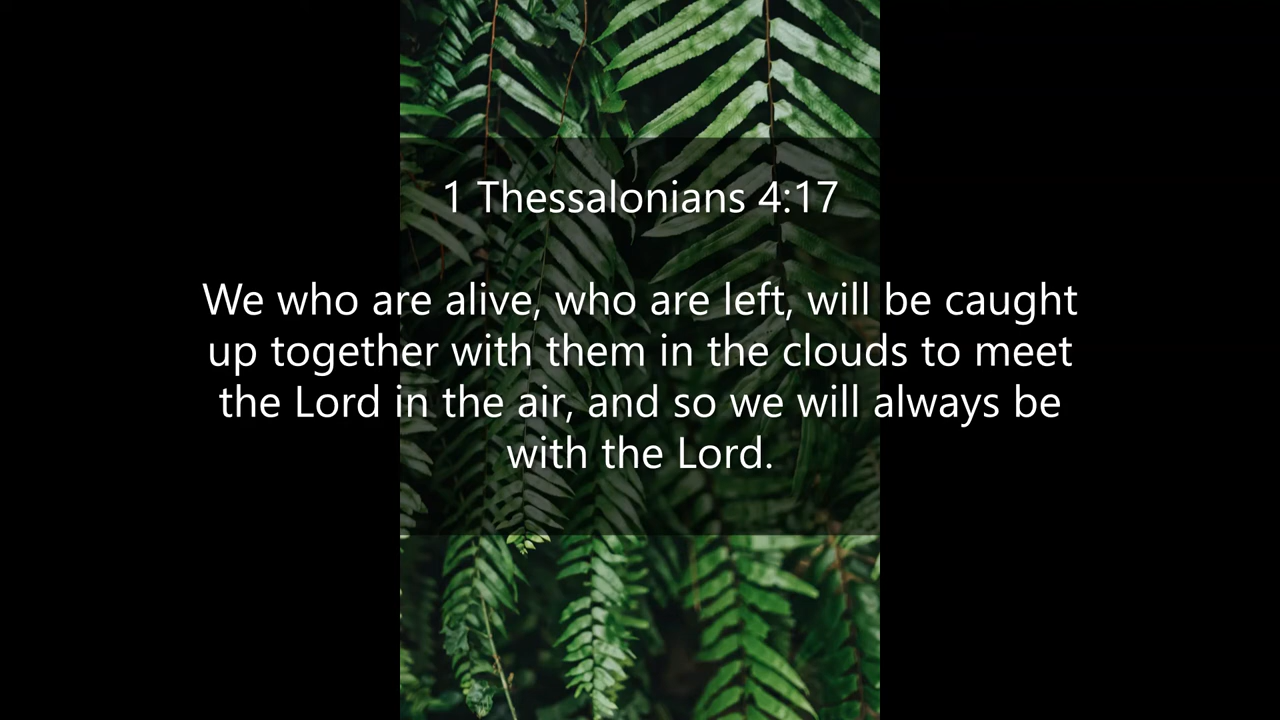 1 Thessalonians 4:17
We who are alive, who are left, will be caught
up together with them in the clouds to meet
the Lord in the air, and so we will always be
with the Lord.